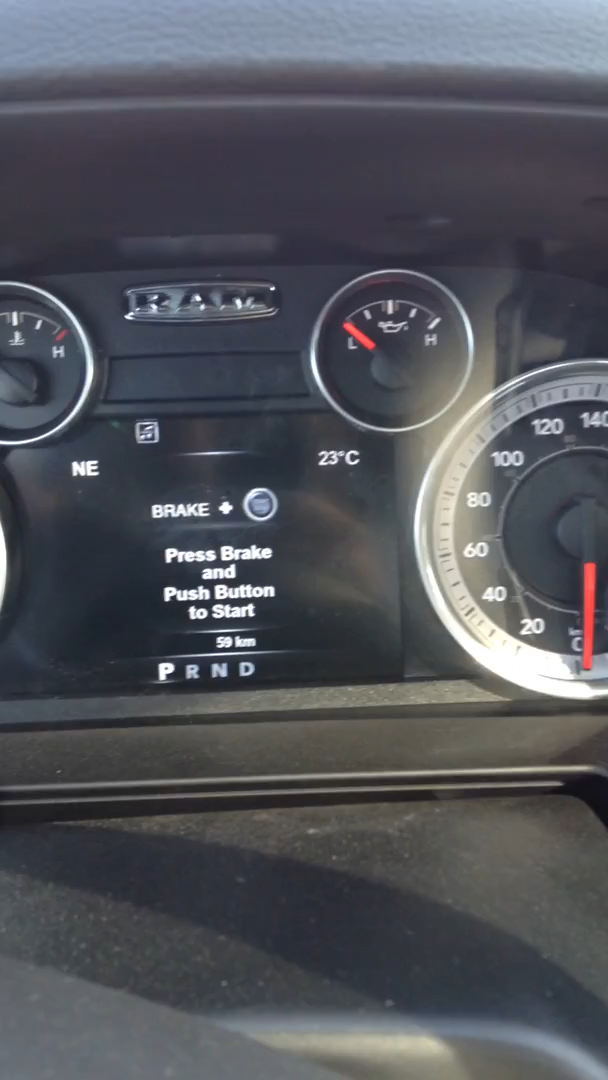 RAM
H
L H
NE
23°C
BRAKE +
Press Brake
and
Push Button
to Start
59 km
P R N D
140
120
100
80
60
40
20